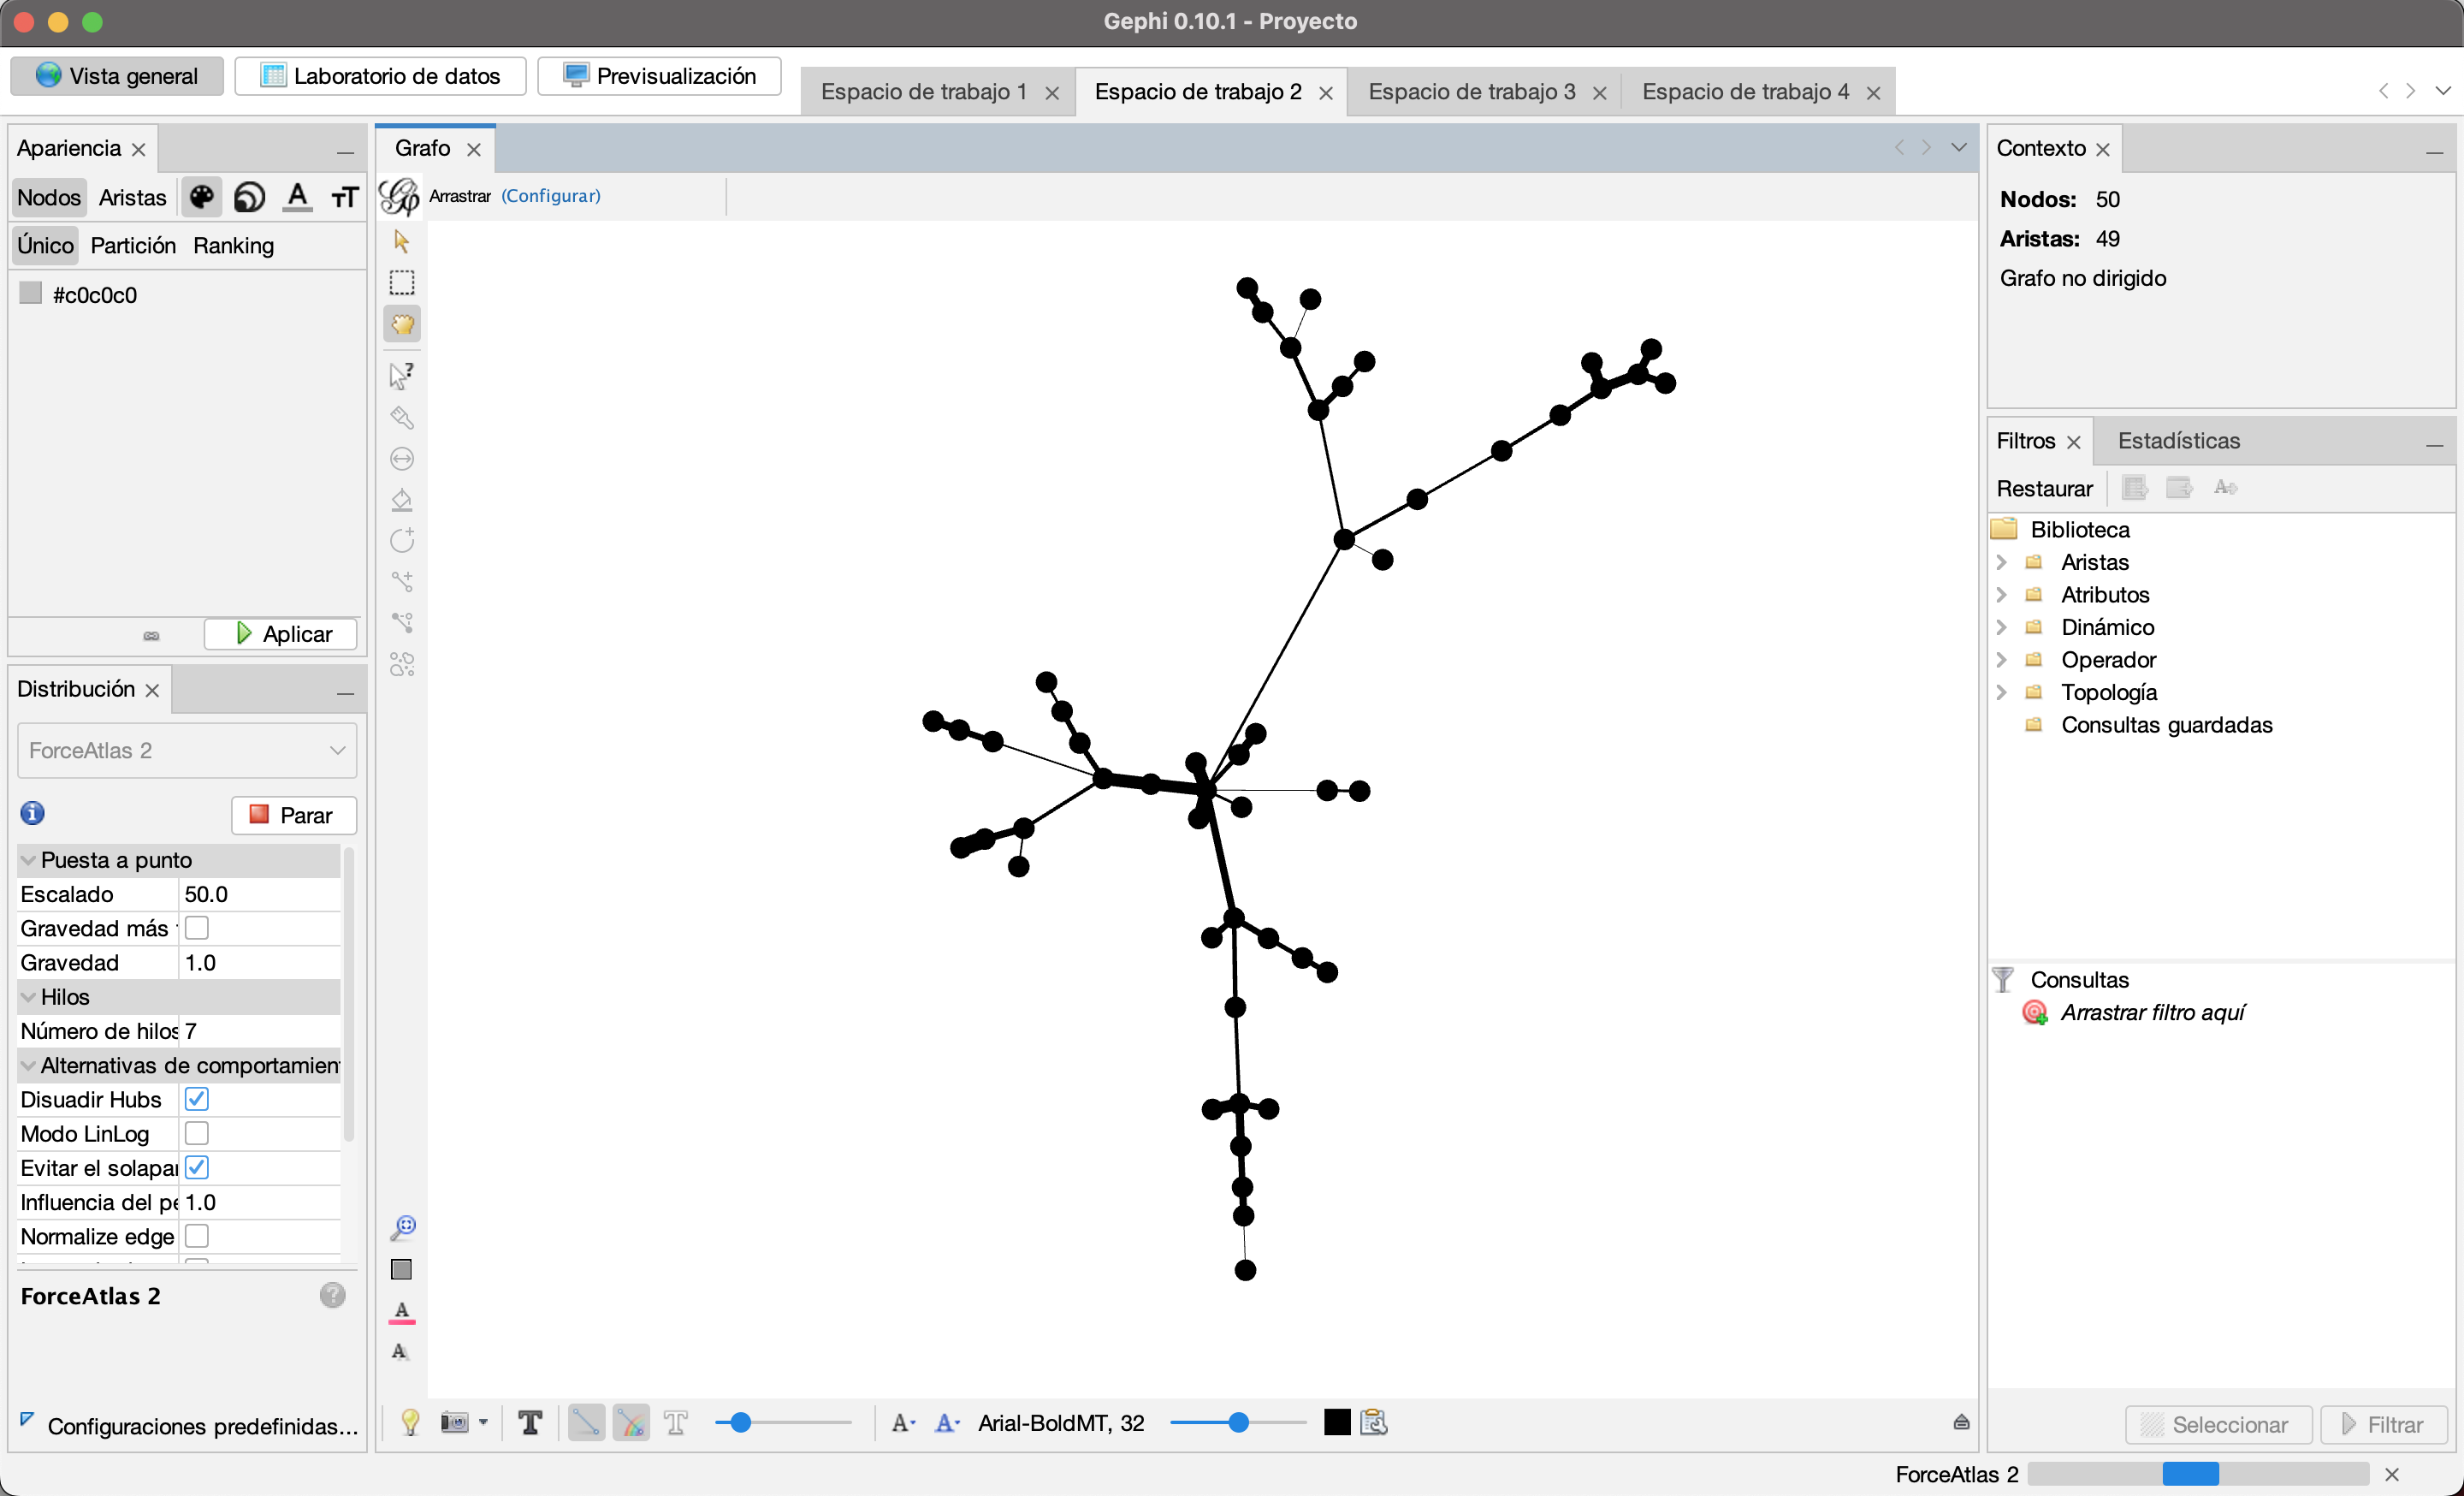 Gephi 0.10.1 - Proyecto
Vista general
Laboratorio de datos
Previsualización
Espacio de trabajo 1
Espacio de trabajo 2
Espacio de trabajo 3
Espacio de trabajo 4
Apariencia
Nodos
Aristas
Único
Partición
Ranking
#c0c0c0
Aplicar
Distribución
ForceAtlas 2
Parar
Puesta a punto
Escalado 50.0
Gravedad más
Gravedad 1.0
Hilos
Número de hilos 7
Alternativas de comportamien
Disuadir Hubs
Modo LinLog
Evitar el solapa
Influencia del pe 1.0
Normalize edge
ForceAtlas 2
Configuraciones predefinidas...
Grafo
Arrastrar (Configurar)
Arial-BoldMT, 32
Contexto
Nodos: 50
Aristas: 49
Grafo no dirigido
Filtros
Estadísticas
Restaurar
Biblioteca
Aristas
Atributos
Dinámico
Operador
Topología
Consultas guardadas
Consultas
Arrastrar filtro aquí
Seleccionar
Filtrar
ForceAtlas 2